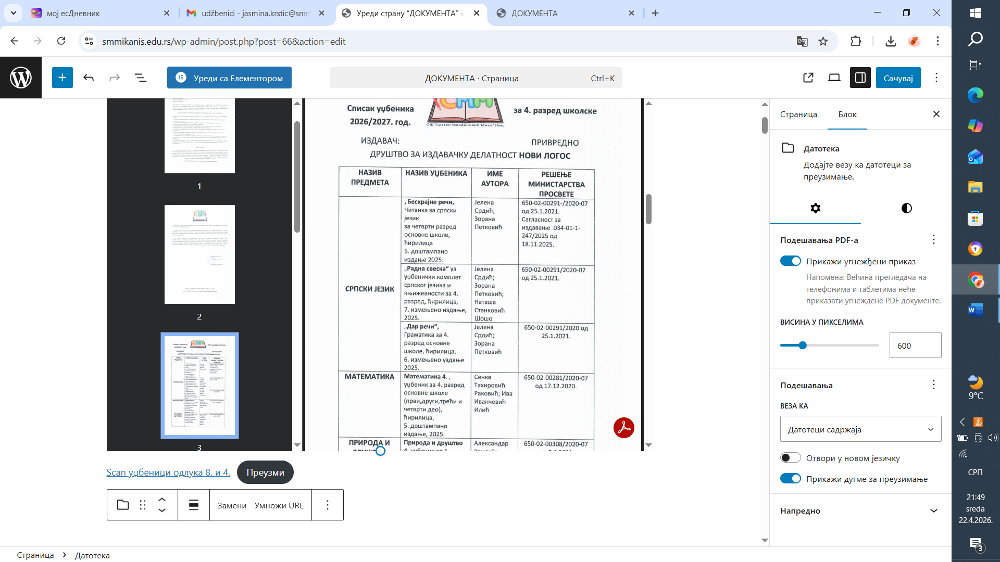 мој есДневник
udžbenici - jasmina.krstic@smm
Уреди страну “ДОКУМЕНТА” ‹
ДОКУМЕНТА
smmikanis.edu.rs/wp-admin/post.php?post=66&action=edit
Уреди са Елементором
ДОКУМЕНТА · Страница
Ctrl+K
Сачувај
1
2
3
Списак уџбеника
за 4. разред школске
2026/2027. год.
ОШ"Сретен Младеновић Мика" Ниш
ИЗДАВАЧ:
ПРИВРЕДНО
ДРУШТВО ЗА ИЗДАВАЧКУ ДЕЛАТНОСТ НОВИ ЛОГОС
НАЗИВ ПРЕДМЕТА
НАЗИВ УЏБЕНИКА
ИМЕ АУТОРА
РЕШЕЊЕ МИНИСТАРСТВА ПРОСВЕТЕ
СРПСКИ ЈЕЗИК
, Бескрајне речи,
Читанка за српски
језик
за четврти разред
основне школе,
ћирилица
5. доштампано
издање 2025.
Јелена
Срдић;
Зорана
Петковић
650-02-00291-/2020-07
од 25.1.2021.
Сагласност за
издавање 034-01-1-
247/2025 од
18.11.2025.
„Радна свеска“ уз
уџбенички комплет
српског језика и
књижевности за 4.
разред, ћирилица,
7. измењено издање,
2025.
Јелена
Срдић;
Зорана
Петковић;
Наташа
Станковић
Шошо
650-02-00291/2020-07
од 25.1.2021.
„Дар речи“,
Граматика за 4.
разред основне
школе, ћирилица,
6. измењено уздање
2025.
Јелена
Срдић;
Зорана
Петковић
650-02-00291/2020 од
25.1.2021.
МАТЕМАТИКА
Математика 4. ,
уџбеник за 4. разред
основне школе
(први,други,трећи и
четврти део),
ћирилица,
5. доштампано
издање, 2025.
Сенка
Тахировић
Раковић; Ива
Иванчевић
Илић
650-02-00281/2020-07
од 17.12.2020.
ПРИРОДА И
Природа и друштво
Александар
650-02-00308/2020-07
Scan уџбеници одлука 8. и 4.
Преузми
Замени
Умножи URL
Страница
Блок
Датотека
Додајте везу ка датотеци за
преузимање.
Подешавања PDF-а
Прикажи угнежђени приказ
Напомена: Већина прегледача на
телефонима и таблетима неће
приказати угнеждене PDF документе.
ВИСИНА У ПИКСЕЛИМА
600
Подешавања
ВЕЗА КА
Датотеци садржаја
Отвори у новом језичку
Прикажи дугме за преузимање
Напредно
Страница
Датотека
9°C
СРП
21:49
sreda
22.4.2026.
3